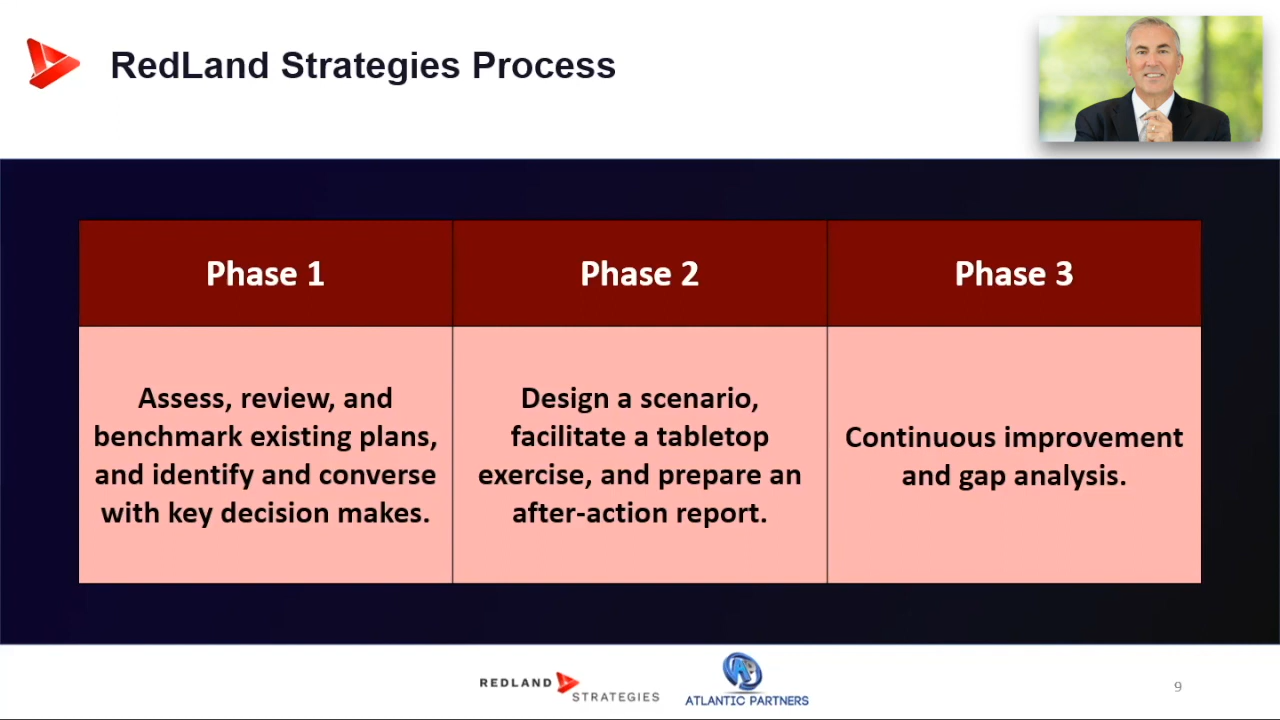 RedLand Strategies Process
Phase 1
Phase 2
Phase 3
Assess, review, and
benchmark existing plans,
and identify and converse
with key decision makes.
Design a scenario,
facilitate a tabletop
exercise, and prepare an
after-action report.
Continuous improvement
and gap analysis.
REDLAND
STRATEGIES
ATLANTIC PARTNERS
9